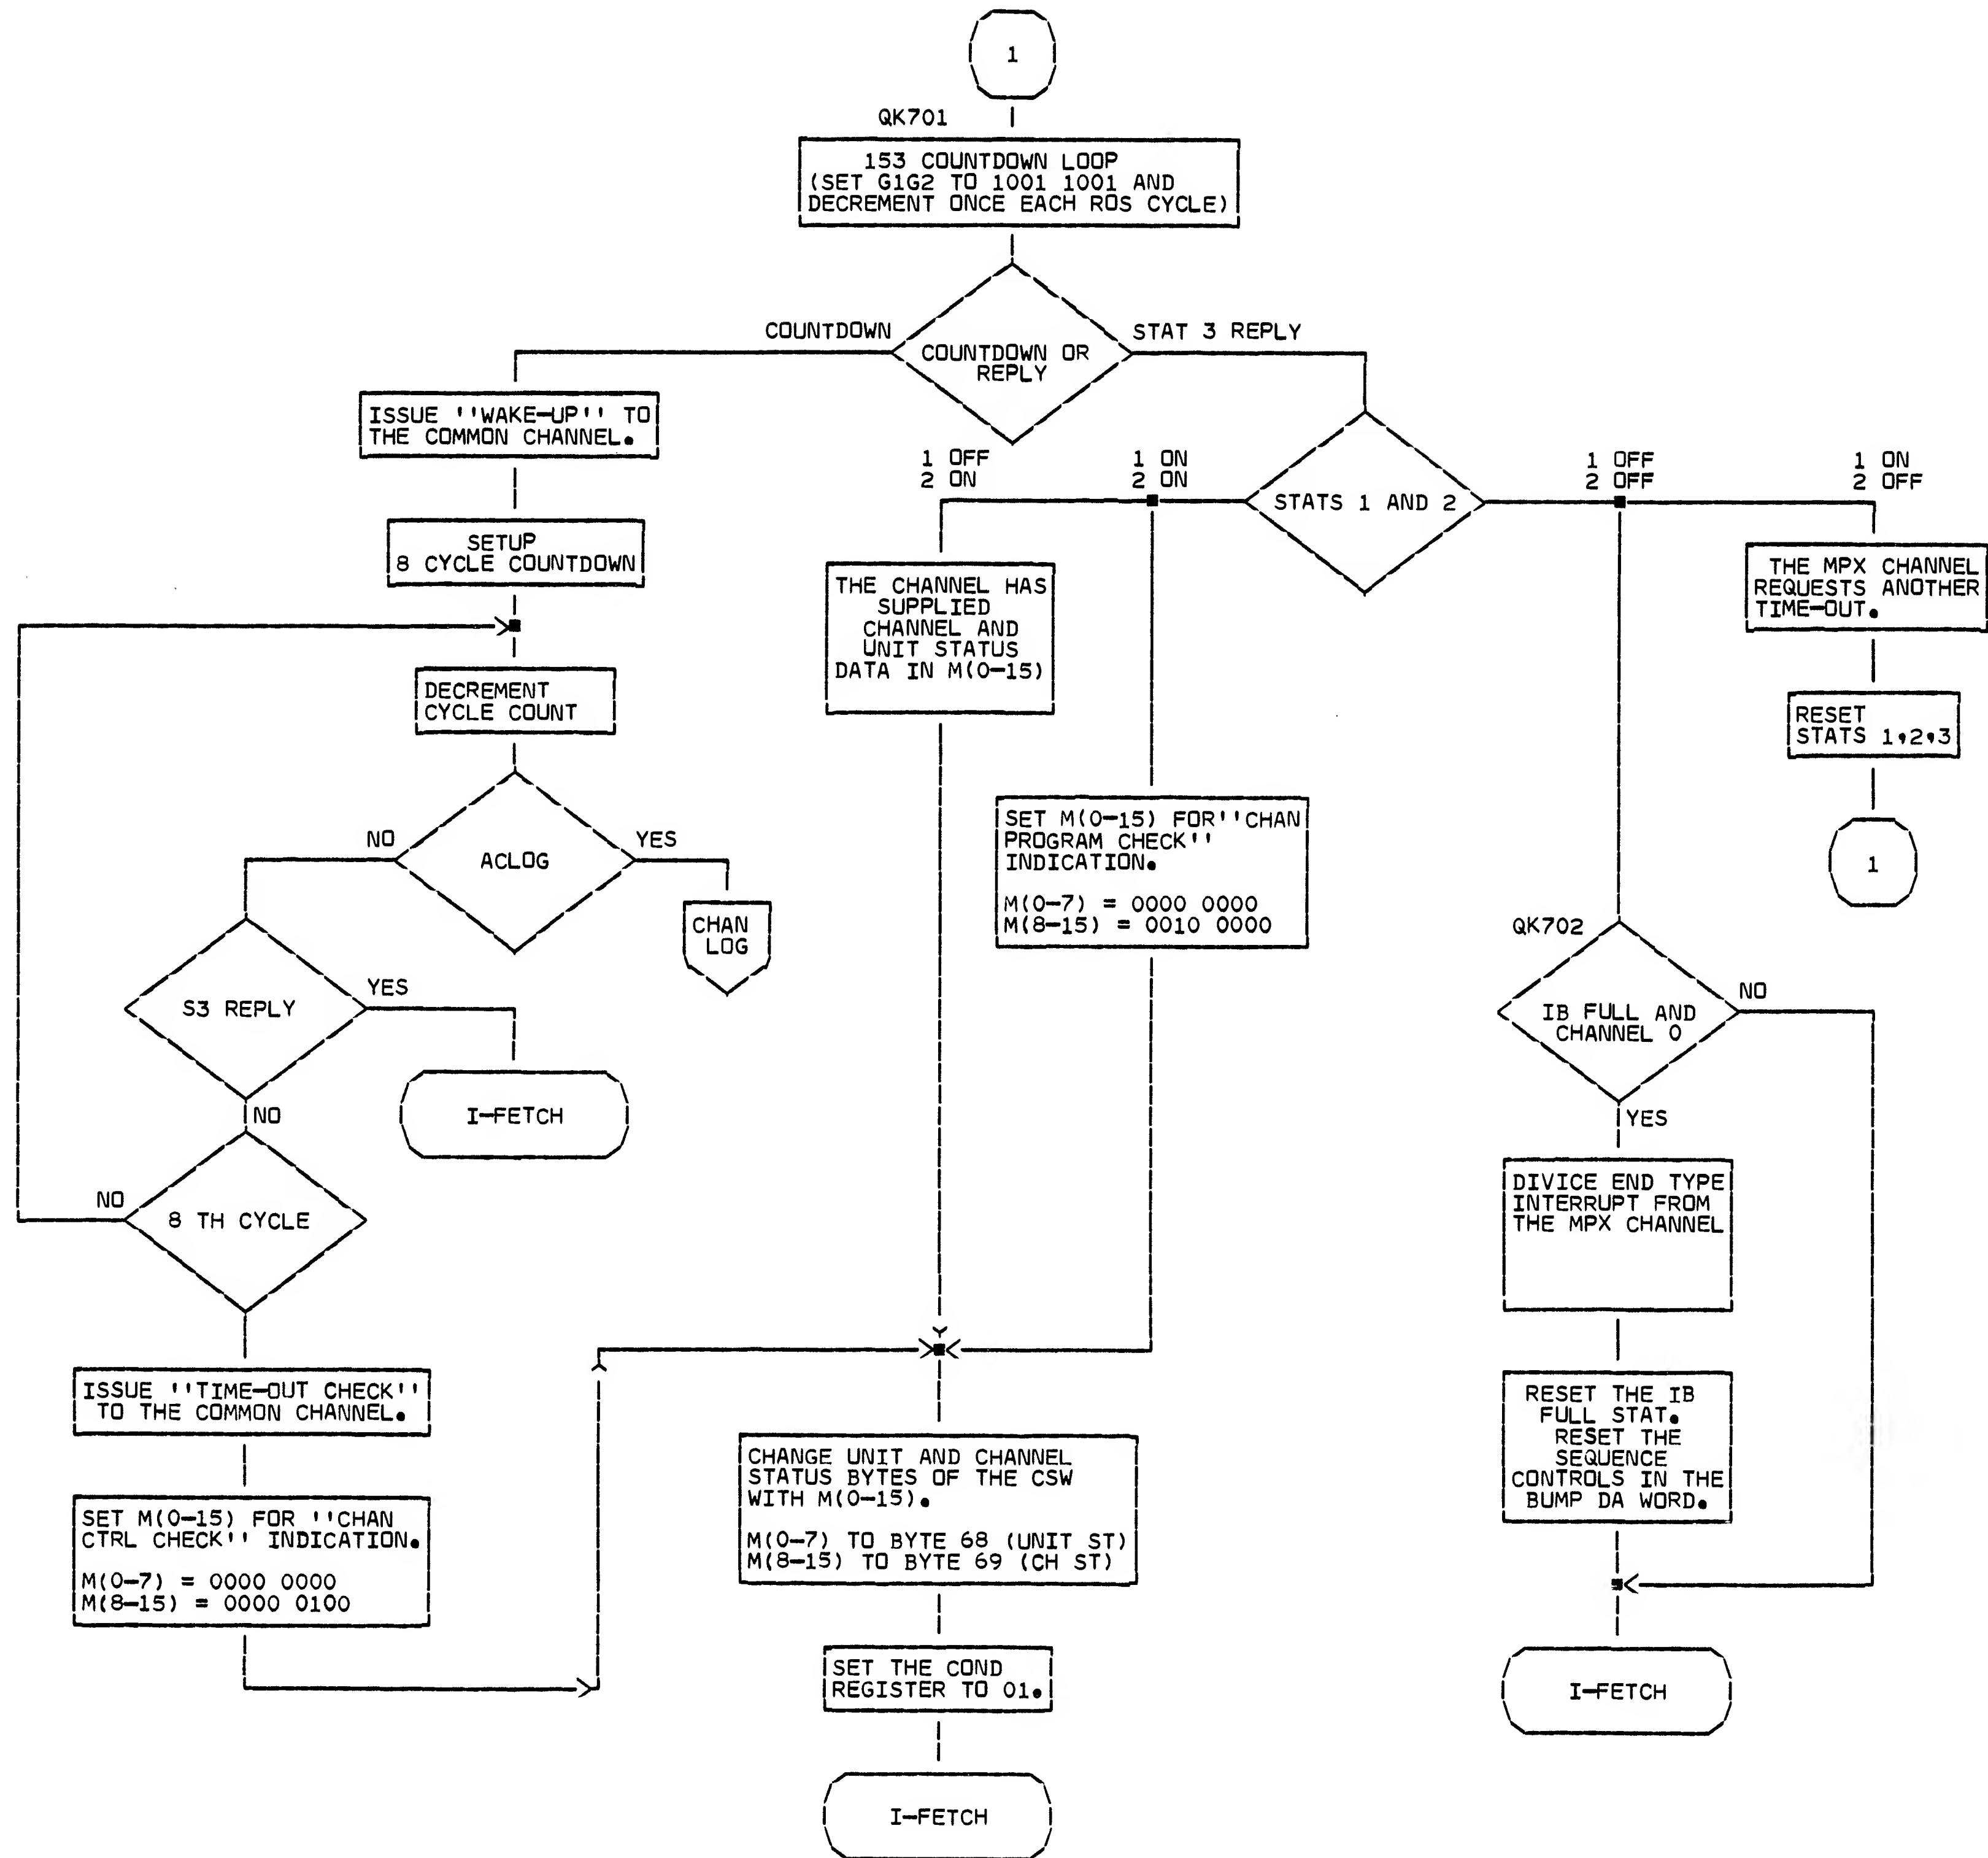 1
QK701
153 COUNTDOWN LOOP
(SET G1G2 TO 1001 1001 AND
DECREMENT ONCE EACH ROS CYCLE)
COUNTDOWN
COUNTDOWN OR
REPLY
STAT 3 REPLY
ISSUE ''WAKE-UP'' TO
THE COMMON CHANNEL.
SETUP
8 CYCLE COUNTDOWN
DECREMENT
CYCLE COUNT
NO
ACLOG
YES
CHAN
LOG
S3 REPLY
YES
I-FETCH
NO
NO
8 TH CYCLE
ISSUE ''TIME-OUT CHECK''
TO THE COMMON CHANNEL.
SET M(0-15) FOR ''CHAN
CTRL CHECK'' INDICATION.
M(0-7) = 0000 0000
M(8-15) = 0000 0100
1 OFF
2 ON
1 ON
2 ON
STATS 1 AND 2
1 OFF
2 OFF
1 ON
2 OFF
THE CHANNEL HAS
SUPPLIED
CHANNEL AND
UNIT STATUS
DATA IN M(0-15)
SET M(0-15) FOR''CHAN
PROGRAM CHECK''
INDICATION.
M(0-7) = 0000 0000
M(8-15) = 0010 0000
CHANGE UNIT AND CHANNEL
STATUS BYTES OF THE CSW
WITH M(0-15).
M(0-7) TO BYTE 68 (UNIT ST)
M(8-15) TO BYTE 69 (CH ST)
SET THE COND
REGISTER TO 01.
I-FETCH
THE MPX CHANNEL
REQUESTS ANOTHER
TIME-OUT.
RESET
STATS 1,2,3
1
QK702
IB FULL AND
CHANNEL 0
NO
YES
DIVICE END TYPE
INTERRUPT FROM
THE MPX CHANNEL
RESET THE IB
FULL STAT.
RESET THE
SEQUENCE
CONTROLS IN THE
BUMP DA WORD.
I-FETCH